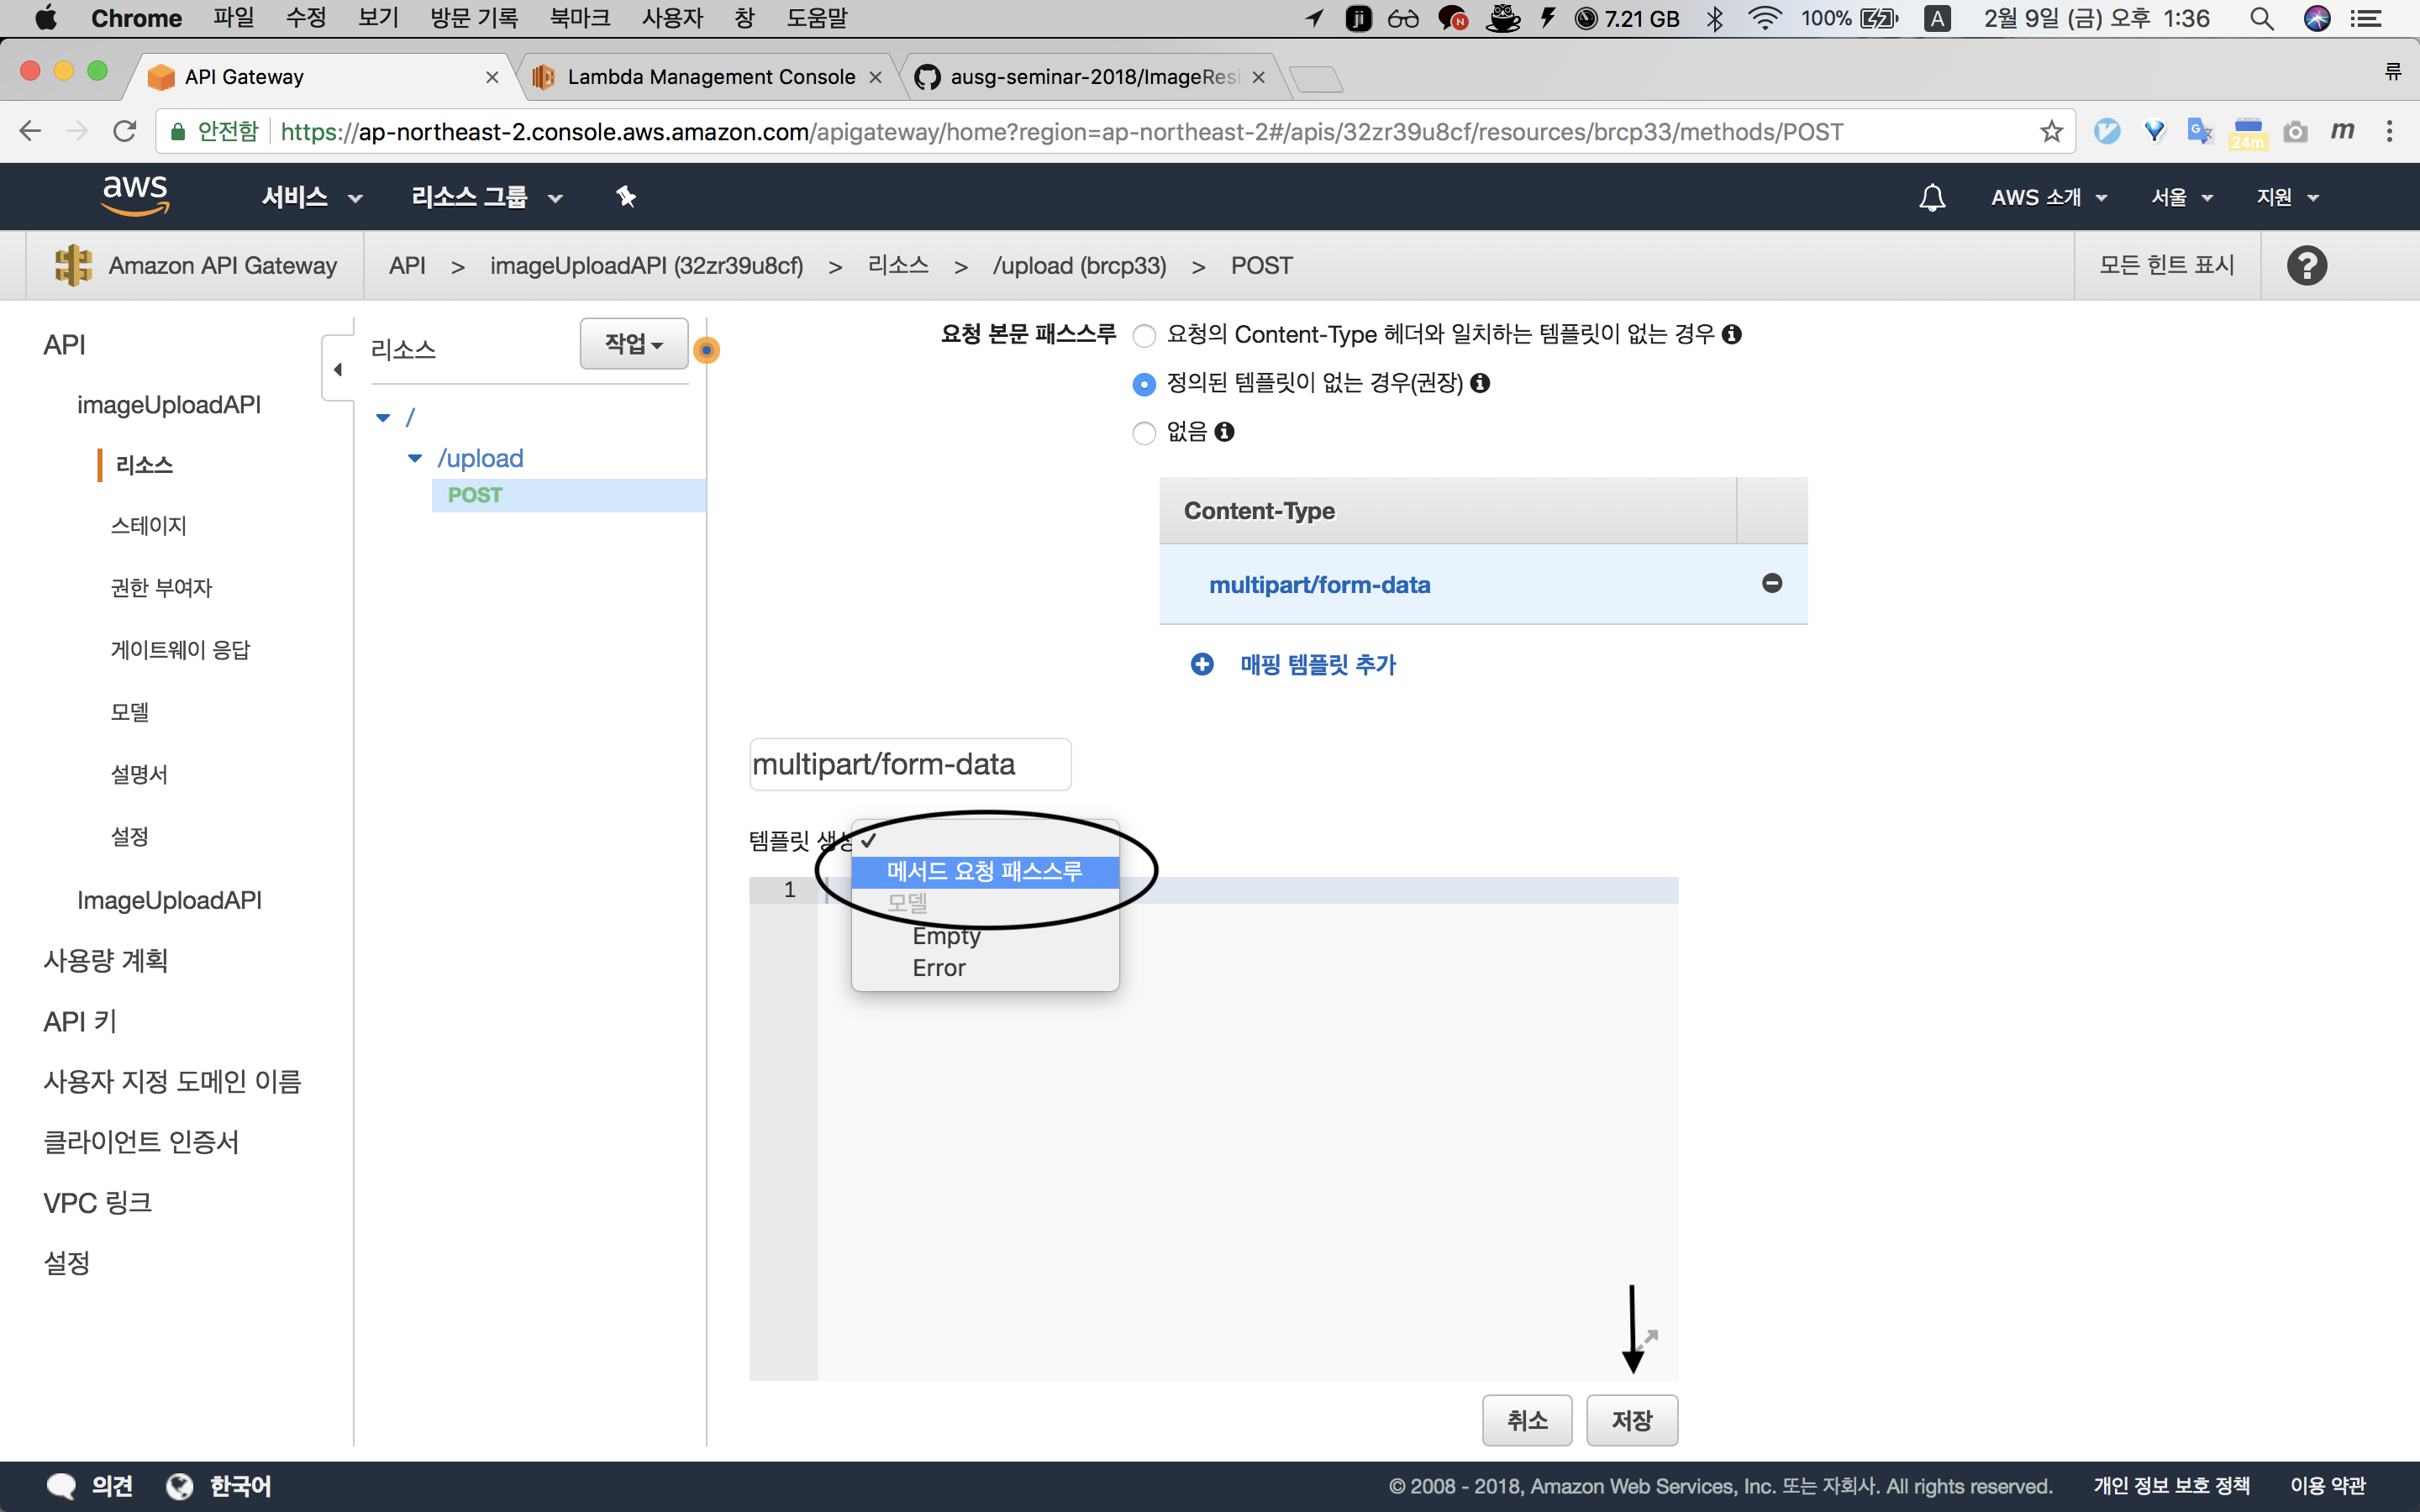 Chrome 파일 수정 보기 방문 기록 북마크 사용자 창 도움말 7.21 GB 100% A 2월 9일 (금) 오후 1:36
API Gateway Lambda Management Console ausg-seminar-2018/ImageResi 류
안전함 https://ap-northeast-2.console.aws.amazon.com/apigateway/home?region=ap-northeast-2#/apis/32zr39u8cf/resources/brcp33/methods/POST 24m m
aws 서비스 리소스 그룹 AWS 소개 서울 지원
Amazon API Gateway API > imageUploadAPI (32zr39u8cf) > 리소스 > /upload (brcp33) > POST 모든 힌트 표시
API
imageUploadAPI
리소스
스테이지
권한 부여자
게이트웨이 응답
모델
설명서
설정
ImageUploadAPI
사용량 계획
API 키
사용자 지정 도메인 이름
클라이언트 인증서
VPC 링크
설정
리소스 작업
/
/upload
POST
요청 본문 패스스루 요청의 Content-Type 헤더와 일치하는 템플릿이 없는 경우
정의된 템플릿이 없는 경우(권장)
없음
Content-Type
multipart/form-data
매핑 템플릿 추가
multipart/form-data
템플릿 생성
메서드 요청 패스스루
모델
Empty
Error
1
취소 저장
의견 한국어 © 2008 - 2018, Amazon Web Services, Inc. 또는 자회사. All rights reserved. 개인 정보 보호 정책 이용 약관